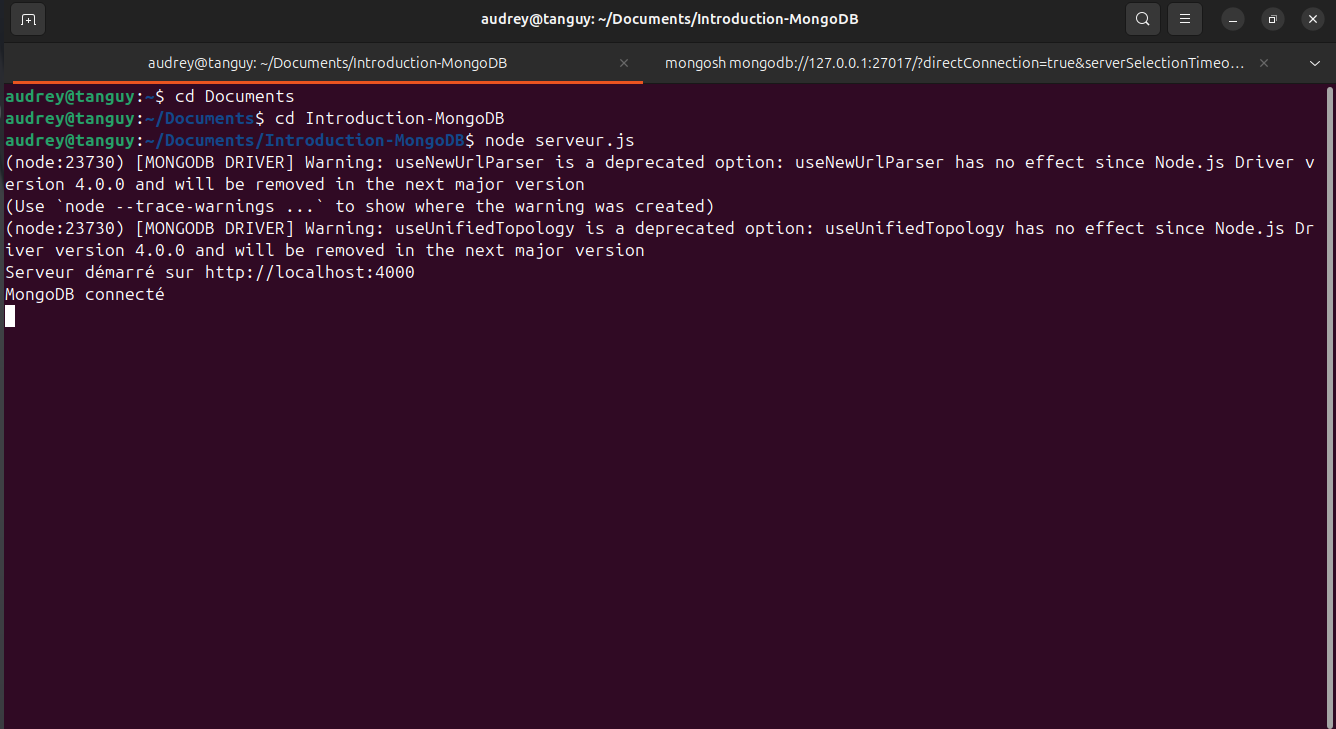 audrey@tanguy: ~/Documents/Introduction-MongoDB
audrey@tanguy: ~/Documents/Introduction-MongoDB
mongosh mongodb://127.0.0.1:27017/?directConnection=true&serverSelectionTimeo…
audrey@tanguy:~$ cd Documents
audrey@tanguy:~/Documents$ cd Introduction-MongoDB
audrey@tanguy:~/Documents/Introduction-MongoDB$ node serveur.js
(node:23730) [MONGODB DRIVER] Warning: useNewUrlParser is a deprecated option: useNewUrlParser has no effect since Node.js Driver v
ersion 4.0.0 and will be removed in the next major version
(Use `node --trace-warnings ...` to show where the warning was created)
(node:23730) [MONGODB DRIVER] Warning: useUnifiedTopology is a deprecated option: useUnifiedTopology has no effect since Node.js Dr
iver version 4.0.0 and will be removed in the next major version
Serveur démarré sur http://localhost:4000
MongoDB connecté